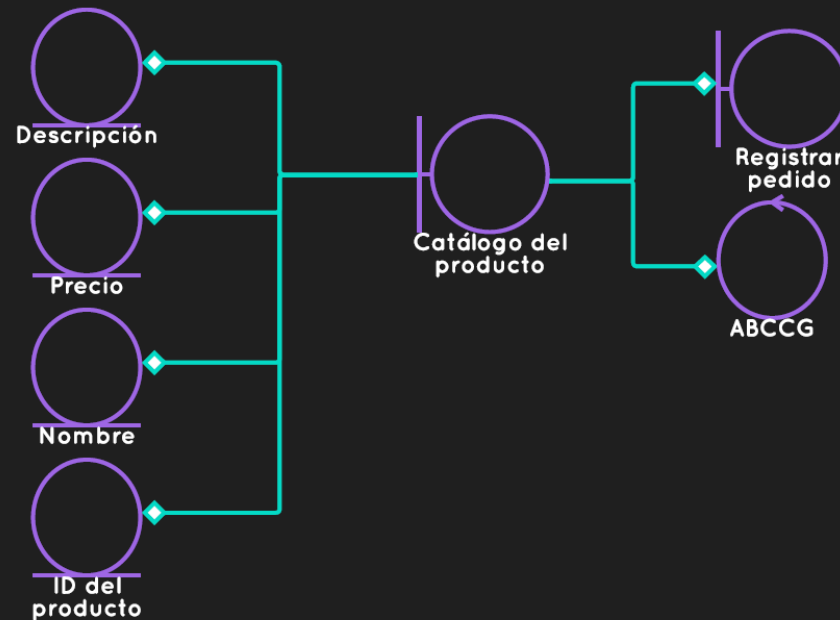 Descripción
Precio
Nombre
ID del
producto
Catálogo del
producto
Registrar
pedido
ABCCG